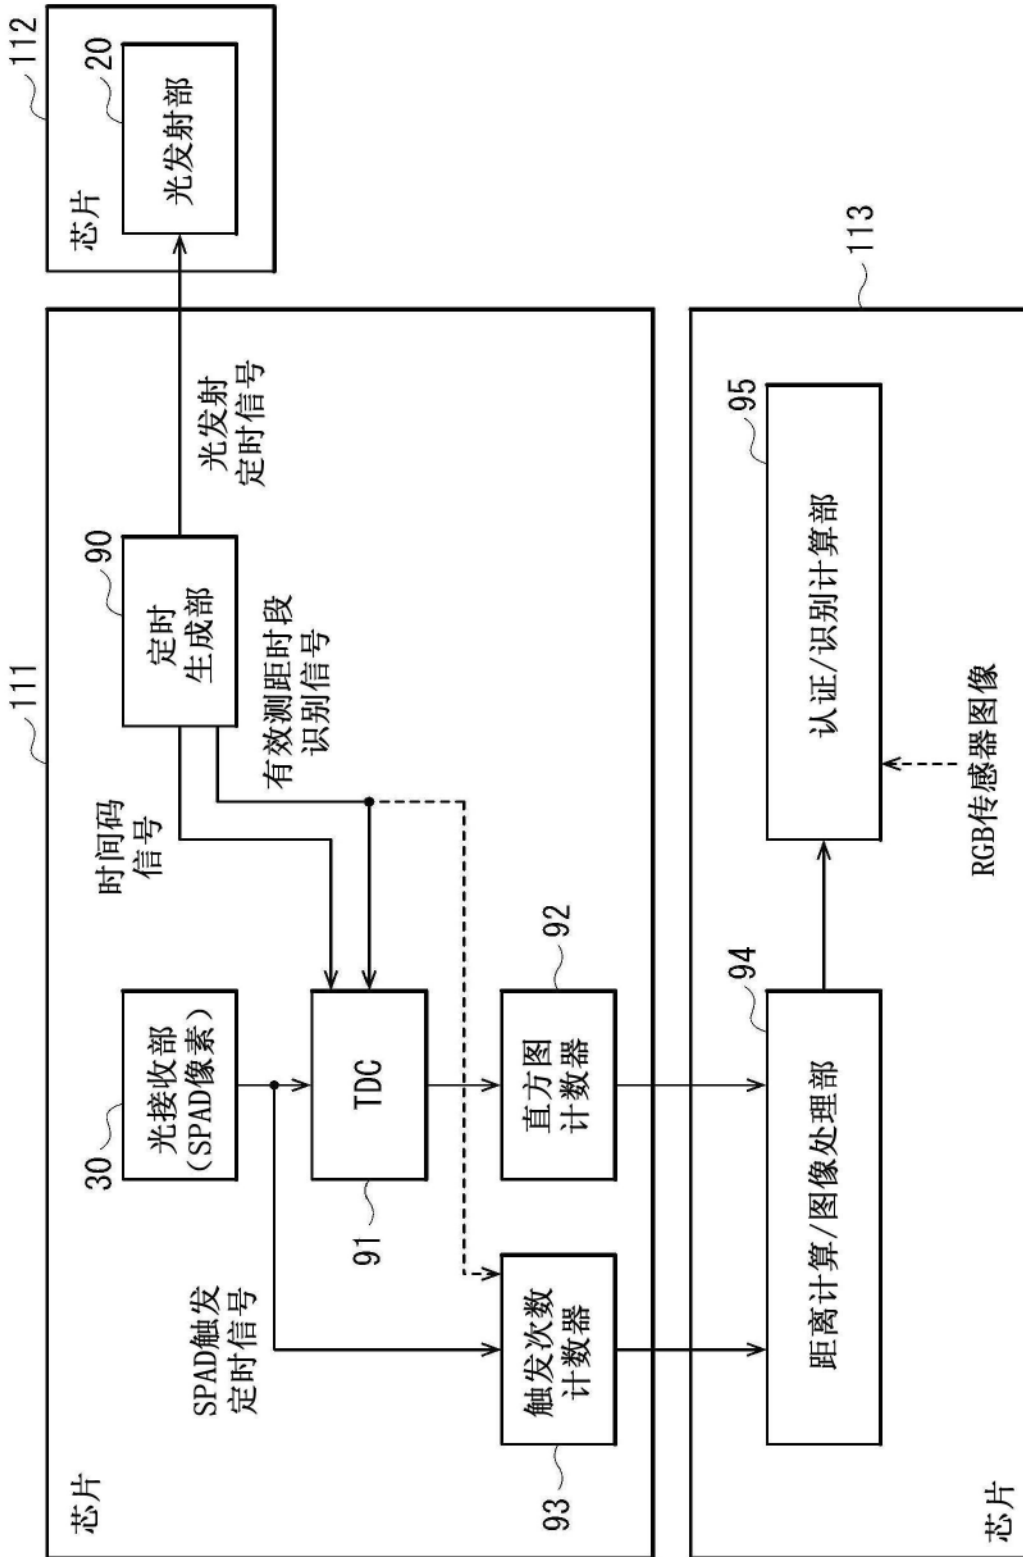 111
112
芯片
芯片
30
光接收部
(SPAD像素)
90
定时
生成部
20
光发射部
时间码
信号
光发射
定时信号
有效测距时段
识别信号
SPAD触发
定时信号
91
TDC
93
触发次数
计数器
92
直方图
计数器
113
94
距离计算/图像处理部
95
认证/识别计算部
RGB传感器图像
芯片